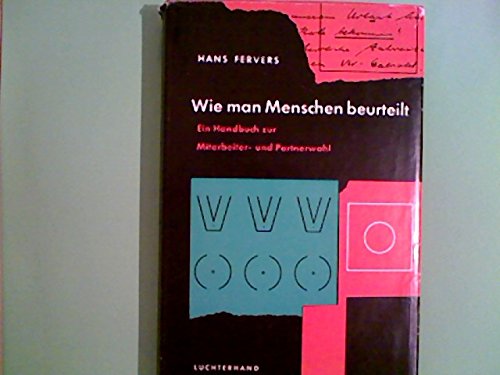 HANS FERVERS
Wie man Menschen beurteilt
Ein Handbuch zur
Mitarbeiter- und Partnerwahl
LUCHTERHAND